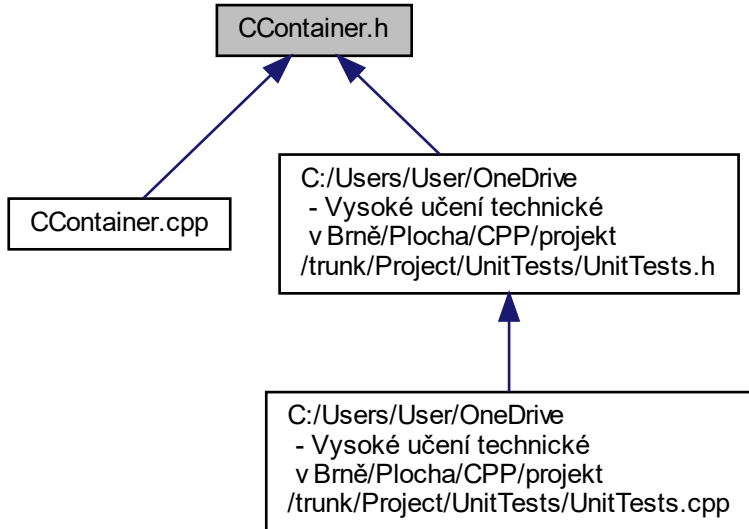 CContainer.h
CContainer.cpp
C:/Users/User/OneDrive
- Vysoké učení technické
v Brně/Plocha/CPP/projekt
/trunk/Project/UnitTests/UnitTests.h
C:/Users/User/OneDrive
- Vysoké učení technické
v Brně/Plocha/CPP/projekt
/trunk/Project/UnitTests/UnitTests.cpp